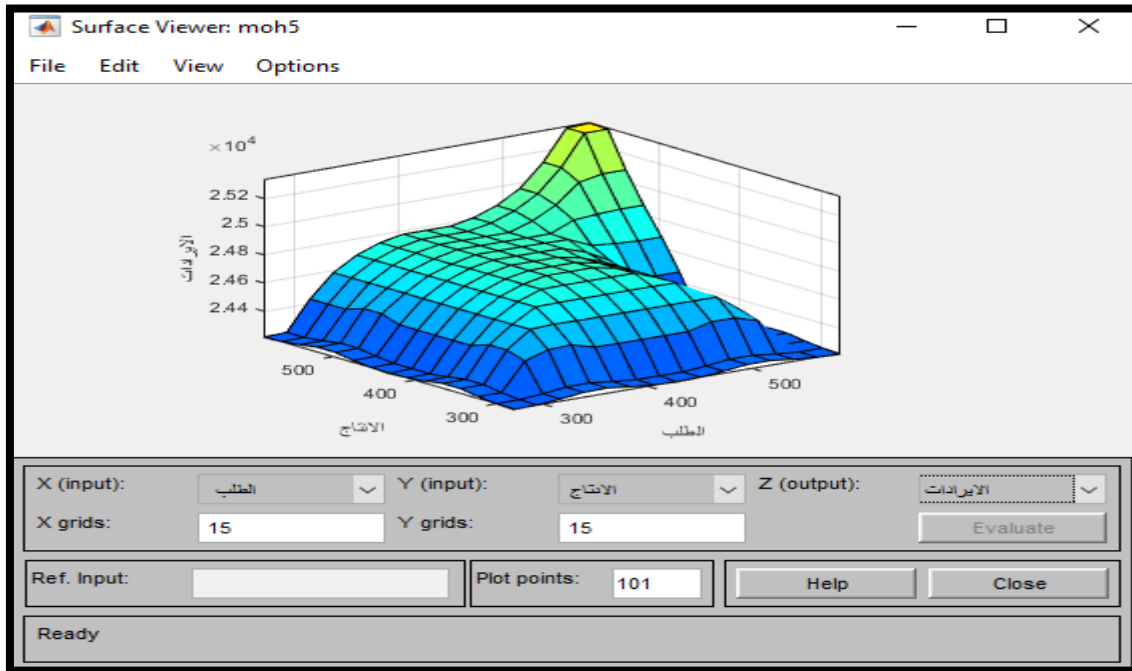 Surface Viewer: moh5
File Edit View Options
×10⁴
2.52
2.5
2.48
2.46
2.44
الايرادات
500
400
300
الانتاج
300
400
500
الطلب
X (input): الطلب Y (input): الانتاج Z (output): الايرادات
X grids: 15 Y grids: 15 Evaluate
Ref. Input: Plot points: 101 Help Close
Ready